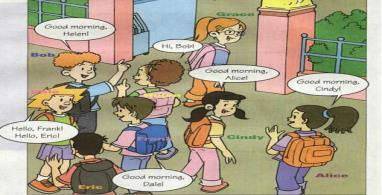 Grace
Good morning,
Helen!
Hi, Bob!
Bob
Good morning,
Alice!
Good morning,
Cindy!
Hello, Frank!
Hello, Eric!
Cindy
Good morning,
Dale!
Eric
Alice